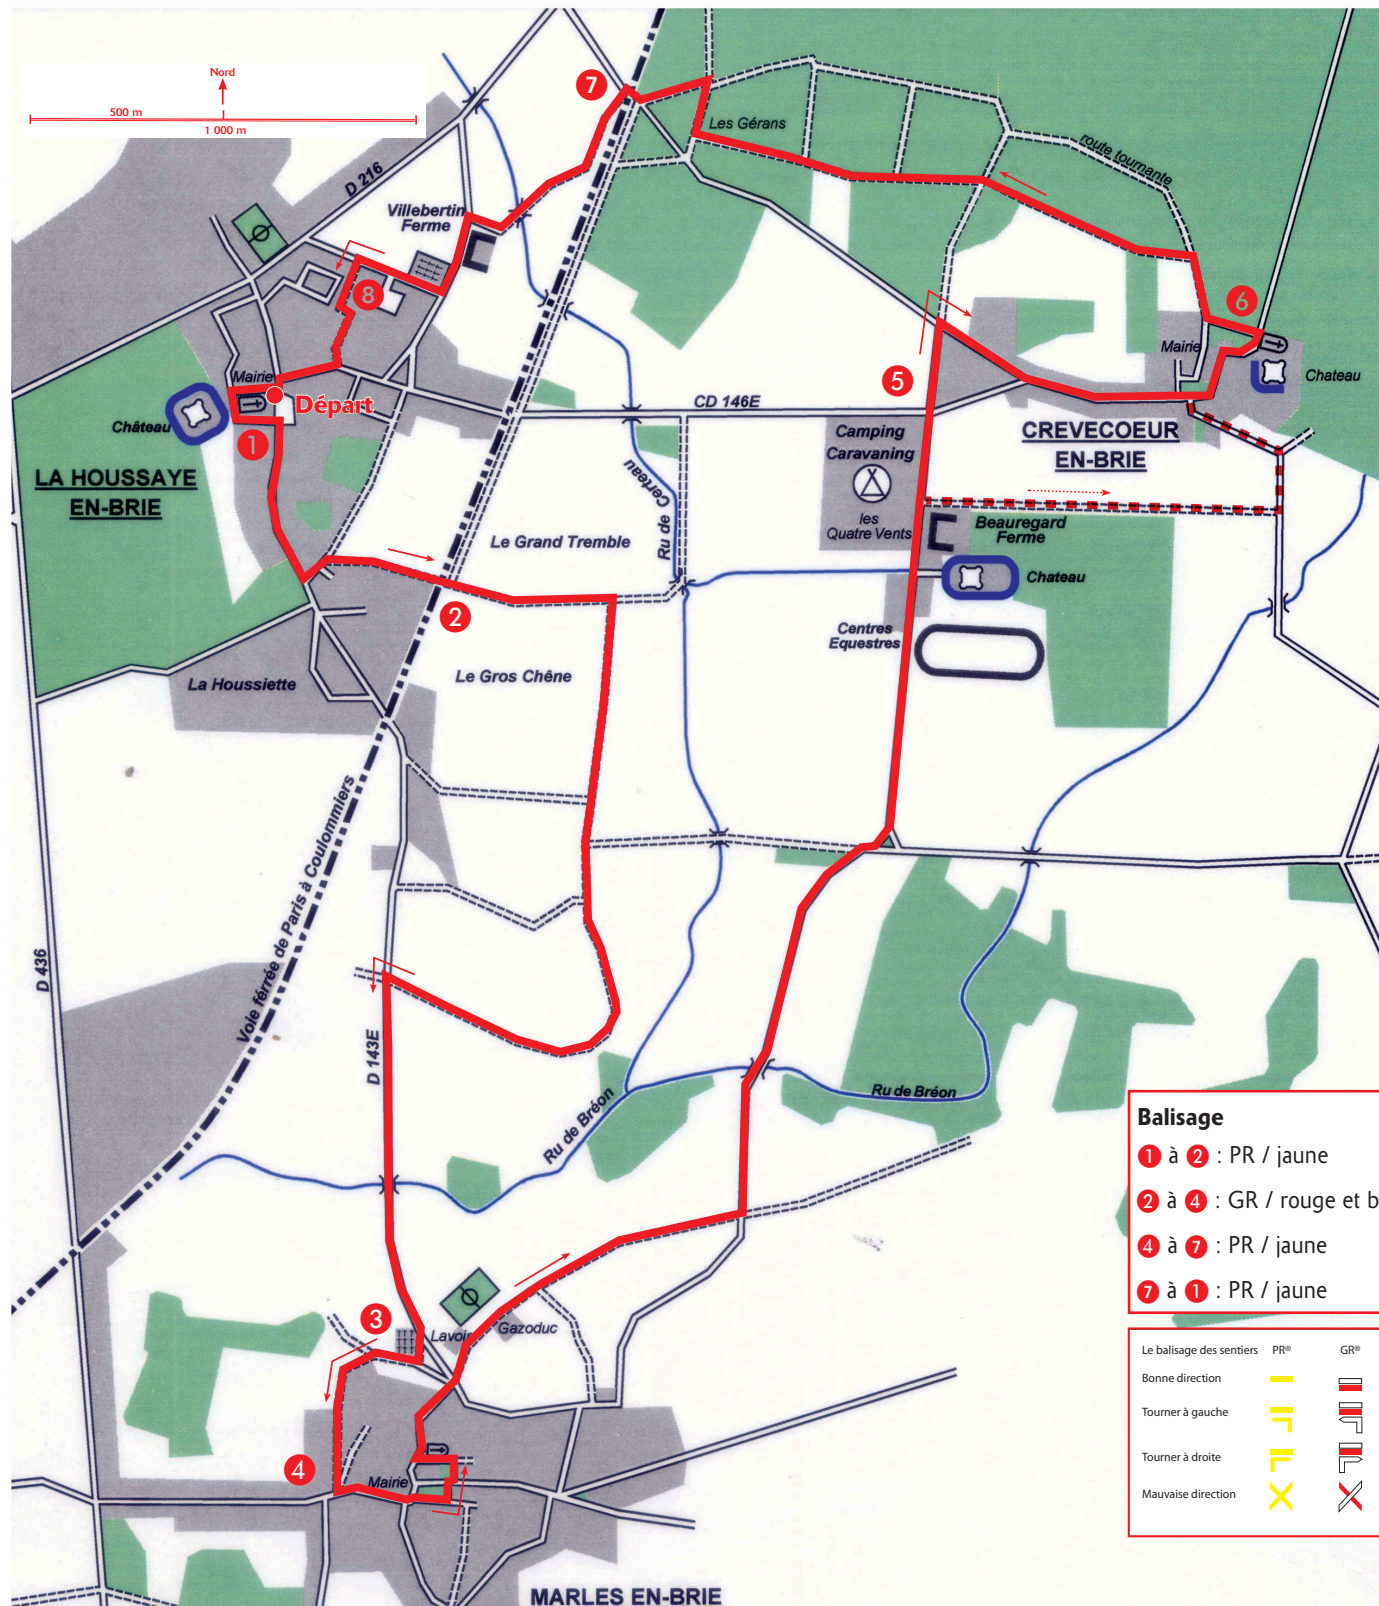 Nord
500 m
1 000 m
7
Les Gérans
route tournante
D 216
Villebertin
Ferme
8
6
Mairie
Chateau
Mairie
Départ
Château
1
5
CD 146E
LA HOUSSAYE
EN-BRIE
Camping
Caravaning
les
Quatre Vents
CREVECOEUR
EN-BRIE
Ru de Certeau
Le Grand Tremble
Beauregard
Ferme
Chateau
2
Centres
Equestres
Le Gros Chêne
La Houssiette
Voie férrée de Paris à Coulommiers
D 436
D 143E
Ru de Bréon
Ru de Bréon
3
Lavoir
Gazoduc
4
Mairie
MARLES EN-BRIE
Balisage
1 à 2 : PR / jaune
2 à 4 : GR / rouge et b
4 à 7 : PR / jaune
7 à 1 : PR / jaune
Le balisage des sentiers PR® GR®
Bonne direction
Tourner à gauche
Tourner à droite
Mauvaise direction